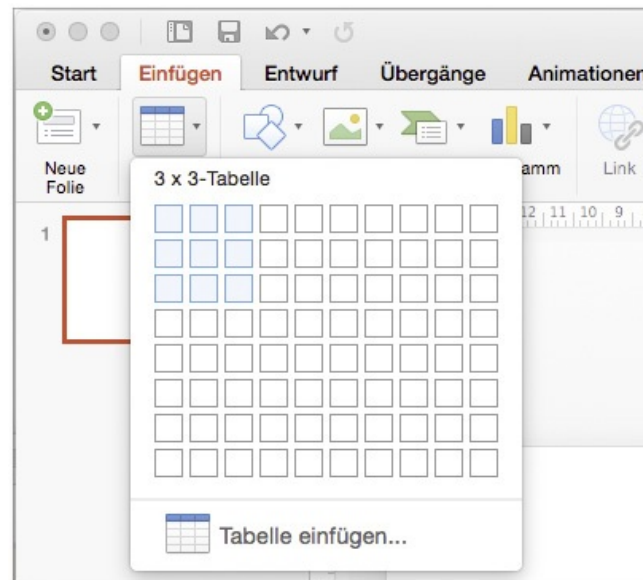 Start Einfügen Entwurf Übergänge Animationen
Neue
Folie
amm
Link
3 x 3-Tabelle
12 11 10 9
1
Tabelle einfügen...